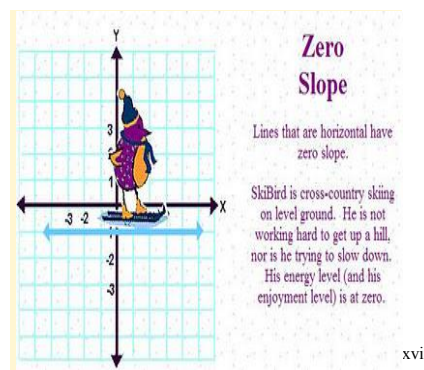 Y
Zero
Slope
Lines that are horizontal have
zero slope.
SkiBird is cross-country skiing
on level ground. He is not
working hard to get up a hill,
nor is he trying to slow down.
His energy level (and his
enjoyment level) is at zero.
3
1
X
-3 -2
-2
-3
xvi